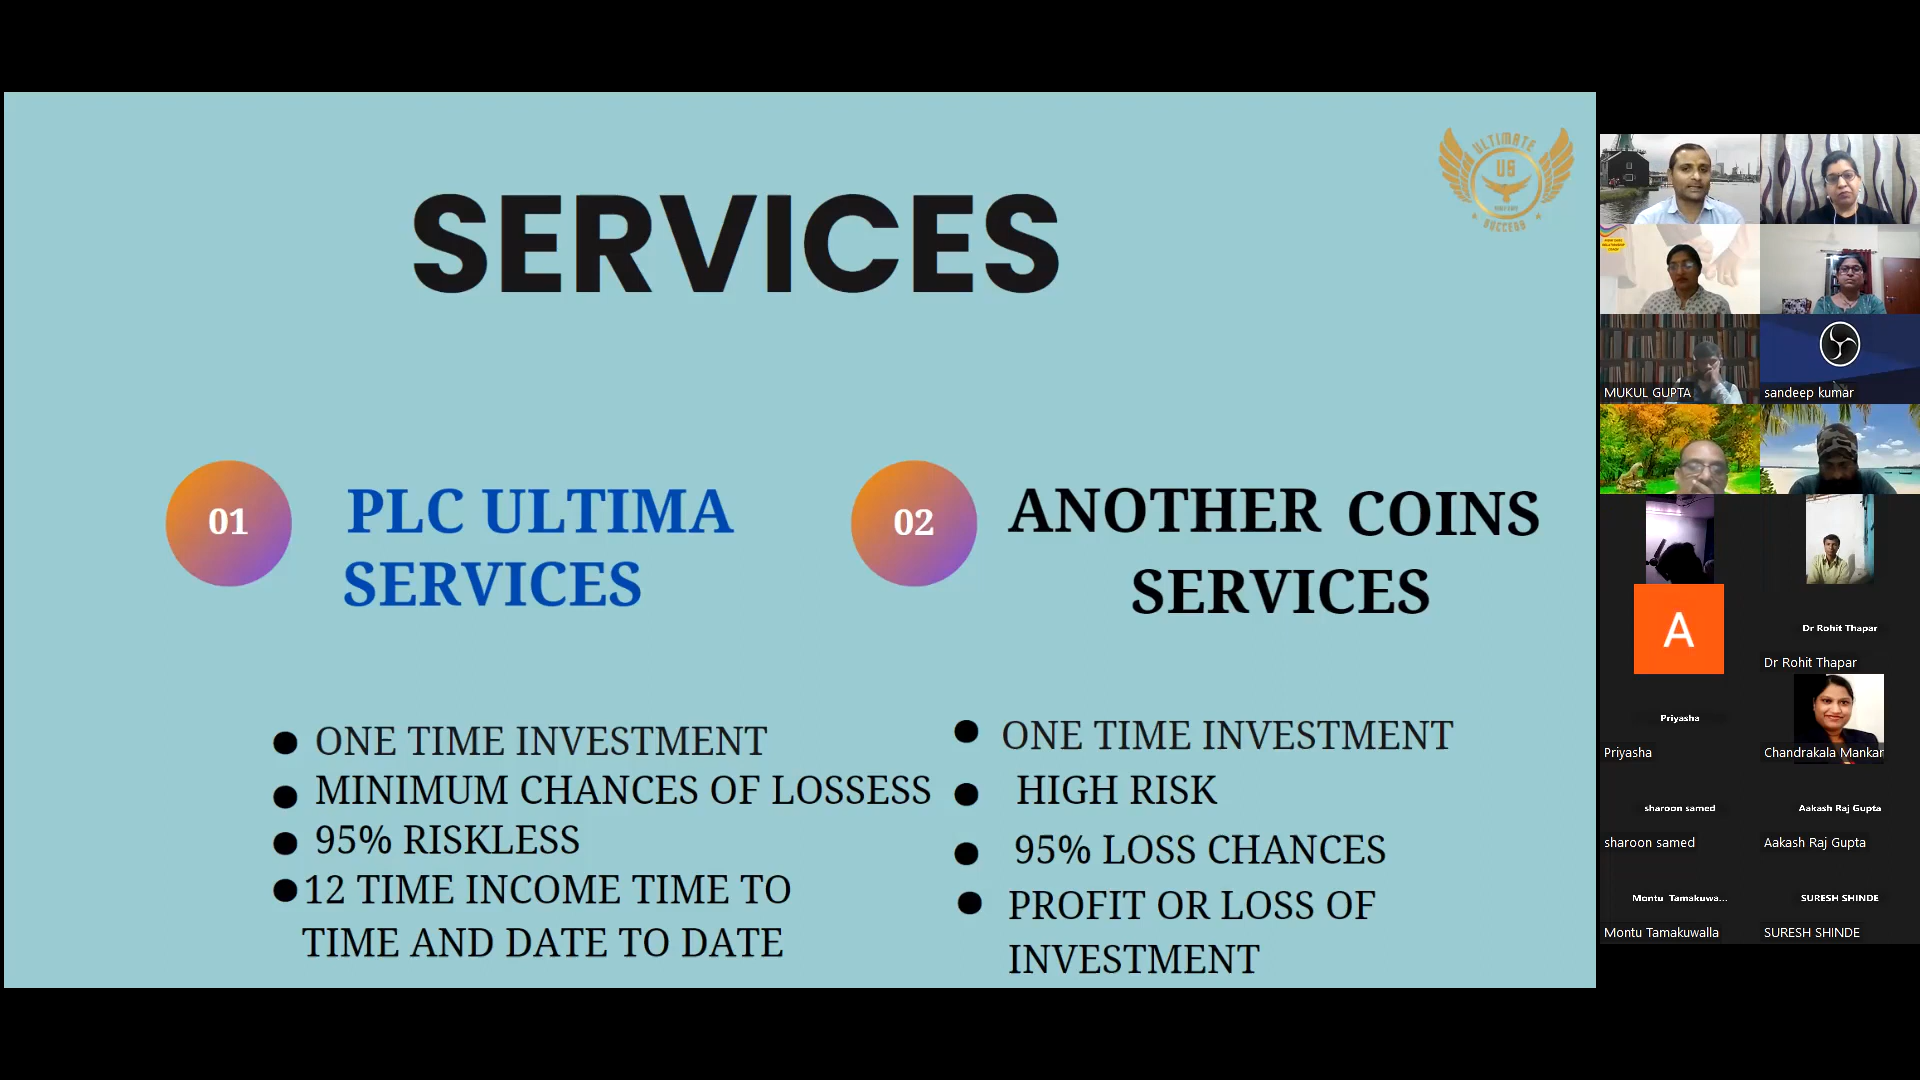 SERVICES
ULTIMATE
US
SUCCESS
01
PLC ULTIMA
SERVICES
ONE TIME INVESTMENT
MINIMUM CHANCES OF LOSSESS
95% RISKLESS
12 TIME INCOME TIME TO
TIME AND DATE TO DATE
02
ANOTHER COINS
SERVICES
ONE TIME INVESTMENT
HIGH RISK
95% LOSS CHANCES
PROFIT OR LOSS OF
INVESTMENT
MUKUL GUPTA
sandeep kumar
A
Dr Rohit Thapar
Dr Rohit Thapar
Priyasha
Priyasha
Chandrakala Mankar
sharoon samed
sharoon samed
Aakash Raj Gupta
Aakash Raj Gupta
Montu Tamakuwa...
Montu Tamakuwalla
SURESH SHINDE
SURESH SHINDE